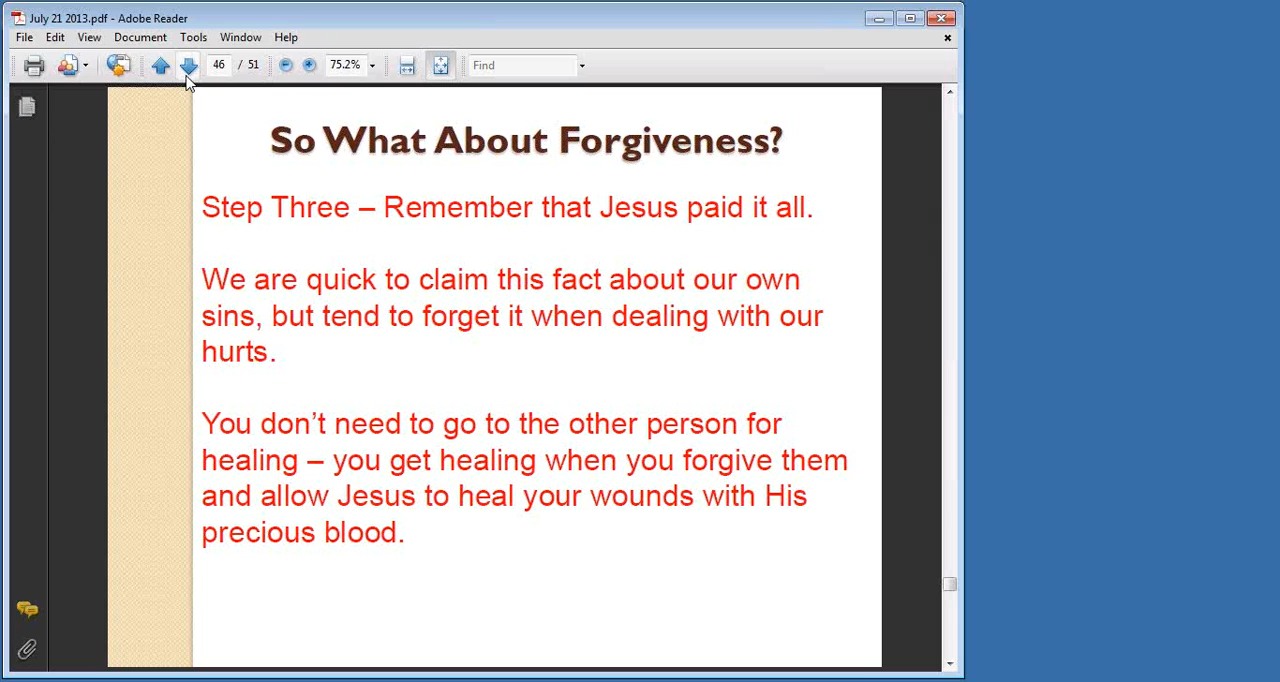 July 21 2013.pdf - Adobe Reader
File Edit View Document Tools Window Help
46 / 51 75.2% Find
So What About Forgiveness?
Step Three – Remember that Jesus paid it all.
We are quick to claim this fact about our own
sins, but tend to forget it when dealing with our
hurts.
You don’t need to go to the other person for
healing – you get healing when you forgive them
and allow Jesus to heal your wounds with His
precious blood.